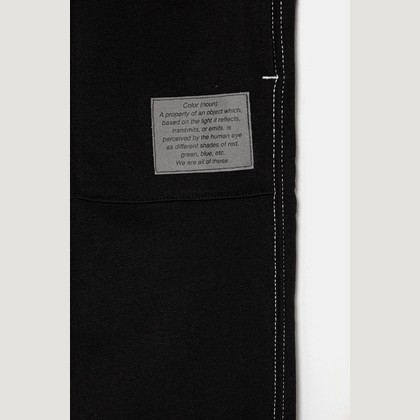 Color (noun):
A property of an object which,
based on the light it reflects,
transmits, or emits, is
perceived by the human eye
as different shades of red,
green, blue, etc.
We are all of these.